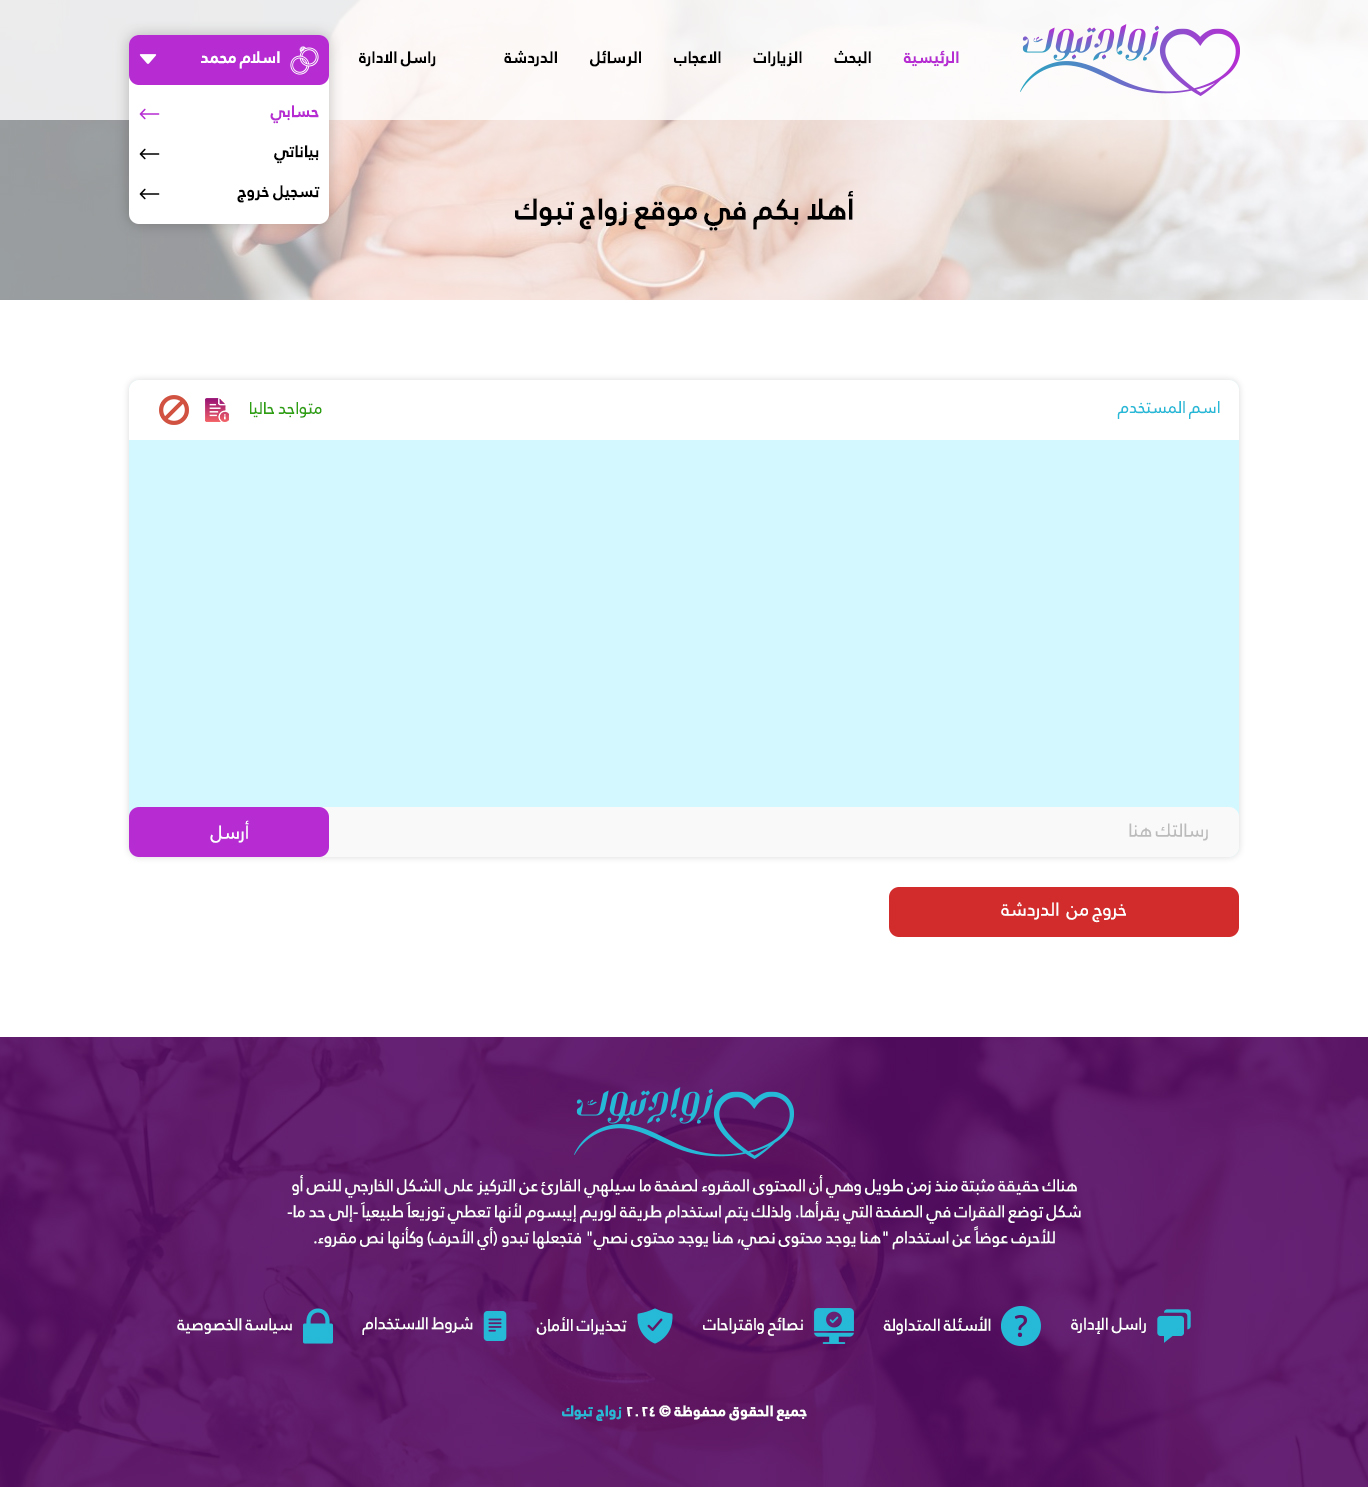 زواج تبوك
الرئيسية
البحث
الزيارات
الاعجاب
الرسائل
الدردشة
راسل الادارة
اسلام محمد
حسابي
بياناتي
تسجيل خروج
أهلا بكم في موقع زواج تبوك
اسم المستخدم
متواجد حاليا
رسالتك هنا
أرسل
خروج من الدردشة
زواج تبوك
هناك حقيقة مثبتة منذ زمن طويل وهي أن المحتوى المقروء لصفحة ما سيلهي القارئ عن التركيز على الشكل الخارجي للنص أو
شكل توضع الفقرات في الصفحة التي يقرأها. ولذلك يتم استخدام طريقة لوريم إيبسوم لأنها تعطي توزيعاَ طبيعياَ -إلى حد ما-
للأحرف عوضاً عن استخدام "هنا يوجد محتوى نصي، هنا يوجد محتوى نصي" فتجعلها تبدو (أي الأحرف) وكأنها نص مقروء.
راسل الإدارة
الأسئلة المتداولة
نصائح واقتراحات
تحذيرات الأمان
شروط الاستخدام
سياسة الخصوصية
جميع الحقوق محفوظة © ٢٠٢٤ زواج تبوك